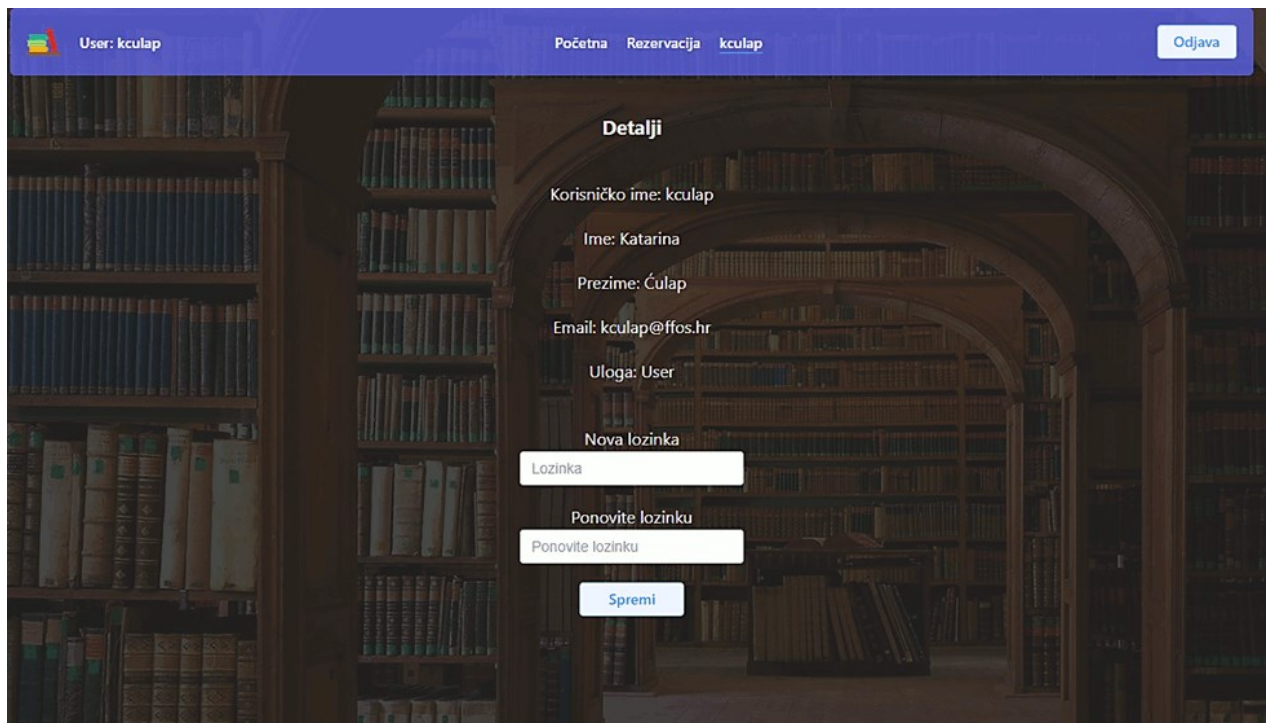 User: kculap
Početna Rezervacija kculap
Odjava
Detalji
Korisničko ime: kculap
Ime: Katarina
Prezime: Ćulap
Email: kculap@ffos.hr
Uloga: User
Nova lozinka
Lozinka
Ponovite lozinku
Ponovite lozinku
Spremi